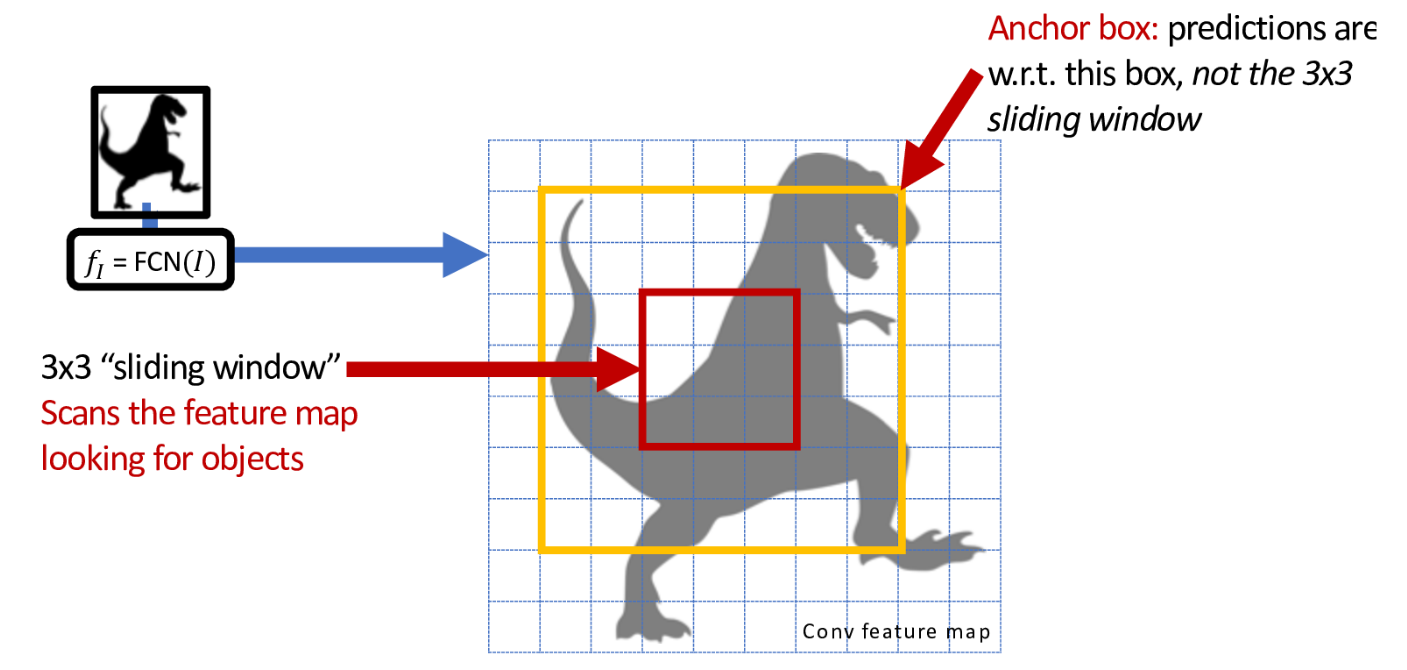 Anchor box: predictions are
w.r.t. this box, not the 3x3
sliding window
f_I = FCN(I)
3x3 “sliding window”
Scans the feature map
looking for objects
Conv feature map